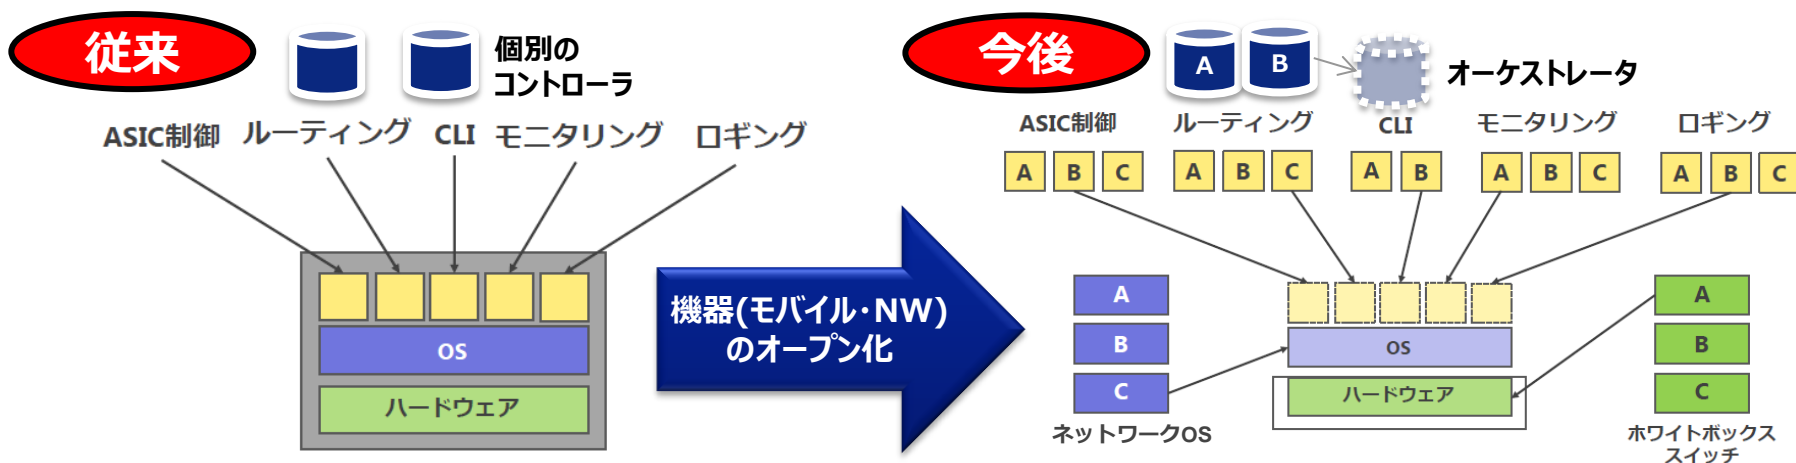 従来
個別の
コントローラ
ASIC制御
ルーティング
CLI
モニタリング
ロギング
OS
ハードウェア
機器(モバイル・NW)
のオープン化
今後
A
B
オーケストレータ
ASIC制御
ルーティング
CLI
モニタリング
ロギング
A B C
A B C
A B
A B C
A B C
A
B
C
ネットワークOS
OS
ハードウェア
A
B
C
ホワイトボックス
スイッチ